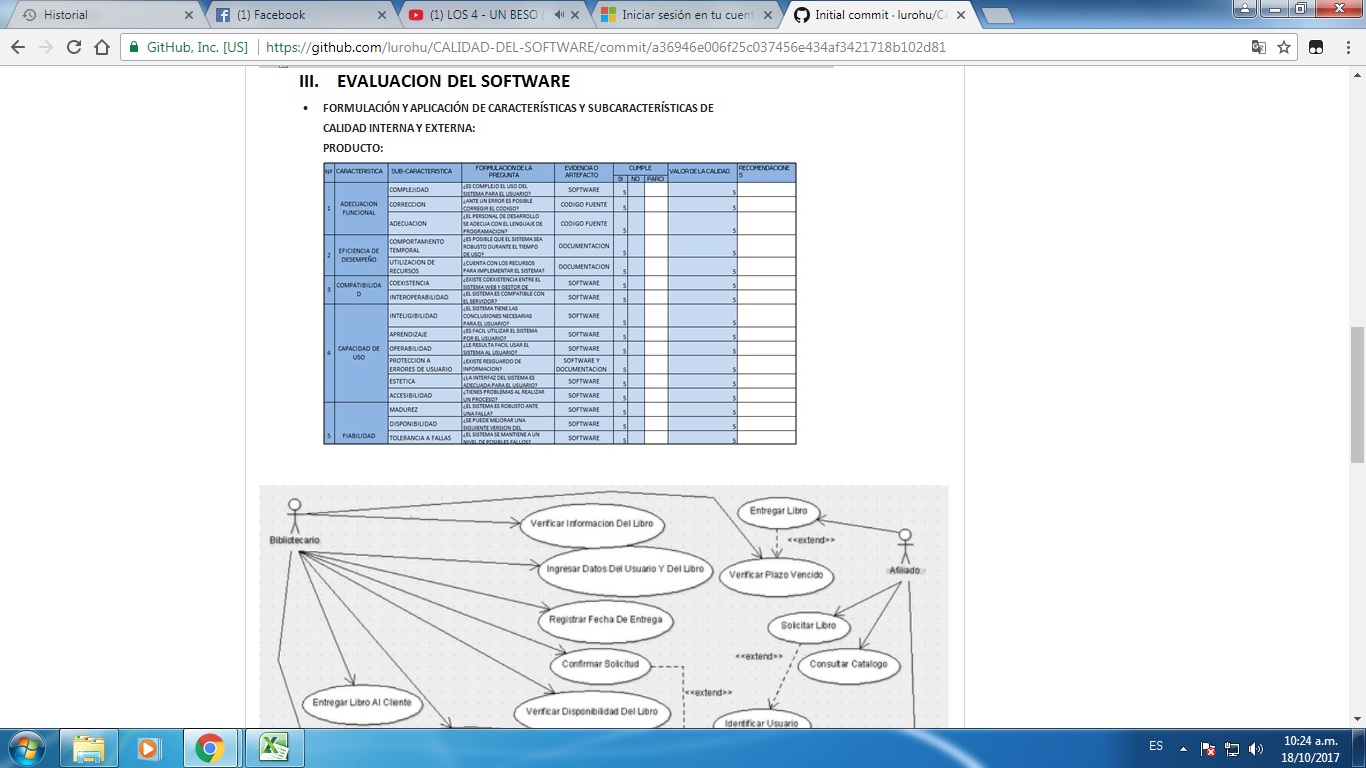 Historial
(1) Facebook
(1) LOS 4 - UN BESO
Iniciar sesión en tu cuent
Initial commit · lurohu/C
GitHub, Inc. [US] https://github.com/lurohu/CALIDAD-DEL-SOFTWARE/commit/a36946e006f25c037456e434af3421718b102d81
III. EVALUACION DEL SOFTWARE
• FORMULACIÓN Y APLICACIÓN DE CARACTERÍSTICAS Y SUBCARACTERÍSTICAS DE
CALIDAD INTERNA Y EXTERNA:
PRODUCTO:
Nº CARACTERISTICA SUB-CARACTERISTICA FORMULACION DE LA PREGUNTA EVIDENCIA O ARTEFACTO CUMPLE SI NO PARCI VALOR DE LA CALIDAD RECOMENDACIONES
1 ADECUACION FUNCIONAL
COMPLEJIDAD ¿ES COMPLEJO EL USO DEL SISTEMA PARA EL USUARIO? SOFTWARE 5 5
CORRECCION ¿ANTE UN ERROR ES POSIBLE CORREGIR EL CODIGO? CODIGO FUENTE 5 5
ADECUACION ¿EL PERSONAL DE DESARROLLO SE ADECUA CON EL LENGUAJE DE PROGRAMACION? CODIGO FUENTE 5 5
2 EFICIENCIA DE DESEMPEÑO
COMPORTAMIENTO TEMPORAL ¿ES POSIBLE QUE EL SISTEMA SEA ROBUSTO DURANTE EL TIEMPO DE USO? DOCUMENTACION 5 5
UTILIZACION DE RECURSOS ¿CUENTA CON LOS RECURSOS PARA IMPLEMENTAR EL SISTEMA? DOCUMENTACION 5 5
3 COMPATIBILIDAD
COEXISTENCIA ¿EXISTE COEXISTENCIA ENTRE EL SISTEMA WEB Y GESTOR DE SOFTWARE 5 5
INTEROPERABILIDAD ¿EL SISTEMA ES COMPATIBLE CON EL SERVIDOR? SOFTWARE 5 5
4 CAPACIDAD DE USO
INTELIGIBILIDAD ¿EL SISTEMA TIENE LAS CONCLUSIONES NECESARIAS PARA EL USUARIO? SOFTWARE 5 5
APRENDIZAJE ¿ES FACIL UTILIZAR EL SISTEMA POR EL USUARIO? SOFTWARE 5 5
OPERABILIDAD ¿LE RESULTA FACIL USAR EL SISTEMA AL USUARIO? SOFTWARE 5 5
PROTECCION A ERRORES DE USUARIO ¿EXISTE RESGUARDO DE INFORMACION? SOFTWARE Y DOCUMENTACION 5 5
ESTETICA ¿LA INTERFAZ DEL SISTEMA ES ADECUADA PARA EL USUARIO? SOFTWARE 5 5
ACCESIBILIDAD ¿TIENES PROBLEMAS AL REALIZAR UN PROCESO? SOFTWARE 5 5
5 FIABILIDAD
MADUREZ ¿EL SISTEMA ES ROBUSTO ANTE UNA FALLA? SOFTWARE 5 5
DISPONIBILIDAD ¿SE PUEDE MEJORAR UNA SIGUIENTE VERSION DEL SOFTWARE 5 5
TOLERANCIA A FALLAS ¿EL SISTEMA SE MANTIENE A UN NIVEL DE POSIBLES FALLOS? SOFTWARE 5 5
Entregar Libro
Verificar Informacion Del Libro
Bibliotecario
<<extend>>
Ingresar Datos Del Usuario Y Del Libro
Verificar Plazo Vencido
Afiliado
Registrar Fecha De Entrega
Solicitar Libro
<<extend>>
Confirmar Solicitud
Consultar Catalogo
<<extend>>
Entregar Libro Al Cliente
Verificar Disponibilidad Del Libro
Identificar Usuario
ES
10:24 a.m.
18/10/2017